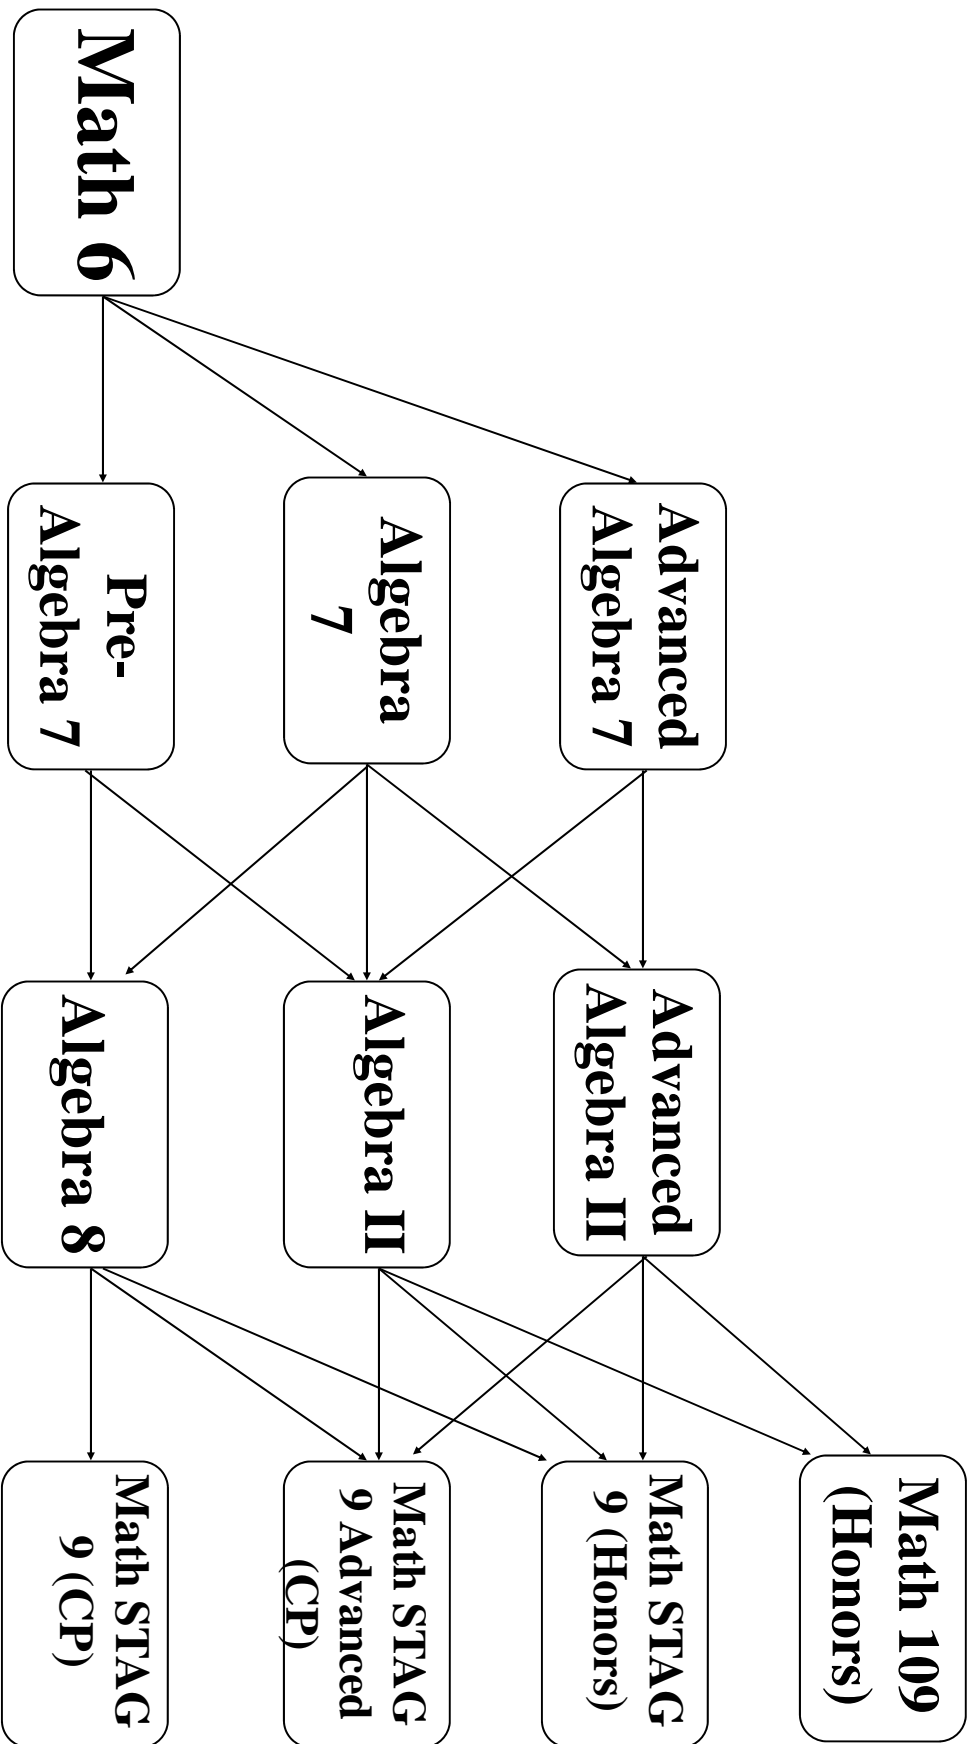 Math 6
Advanced
Algebra 7
Algebra
7
Pre-
Algebra 7
Advanced
Algebra II
Algebra II
Algebra 8
Math 109
(Honors)
Math STAG
9 (Honors)
Math STAG
9 Advanced
(CP)
Math STAG
9 (CP)